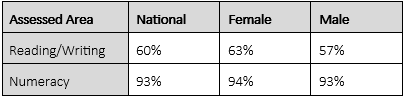 Assessed Area National Female Male
Reading/Writing 60% 63% 57%
Numeracy 93% 94% 93%